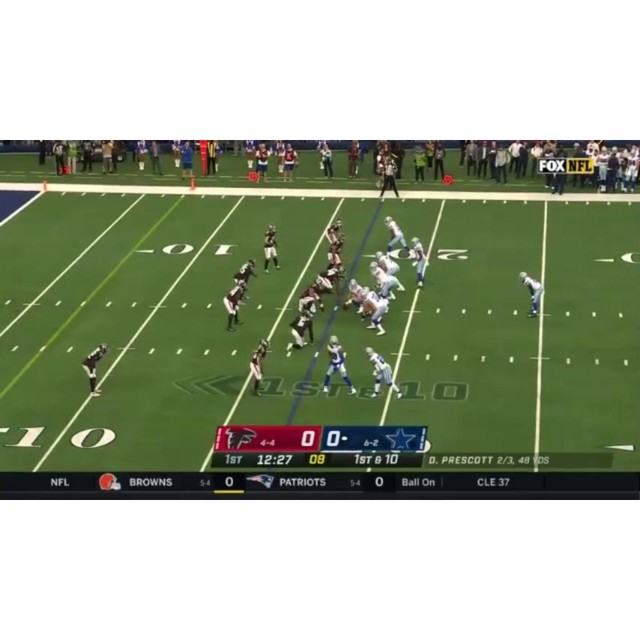 FOX NFL
10
20
1ST & 10
10
4-4 0 0 6-2
1ST 12:27 08 1ST & 10 D. PRESCOTT 2/3, 48 YDS
NFL BROWNS 5-4 0 PATRIOTS 5-4 0 Ball On CLE 37